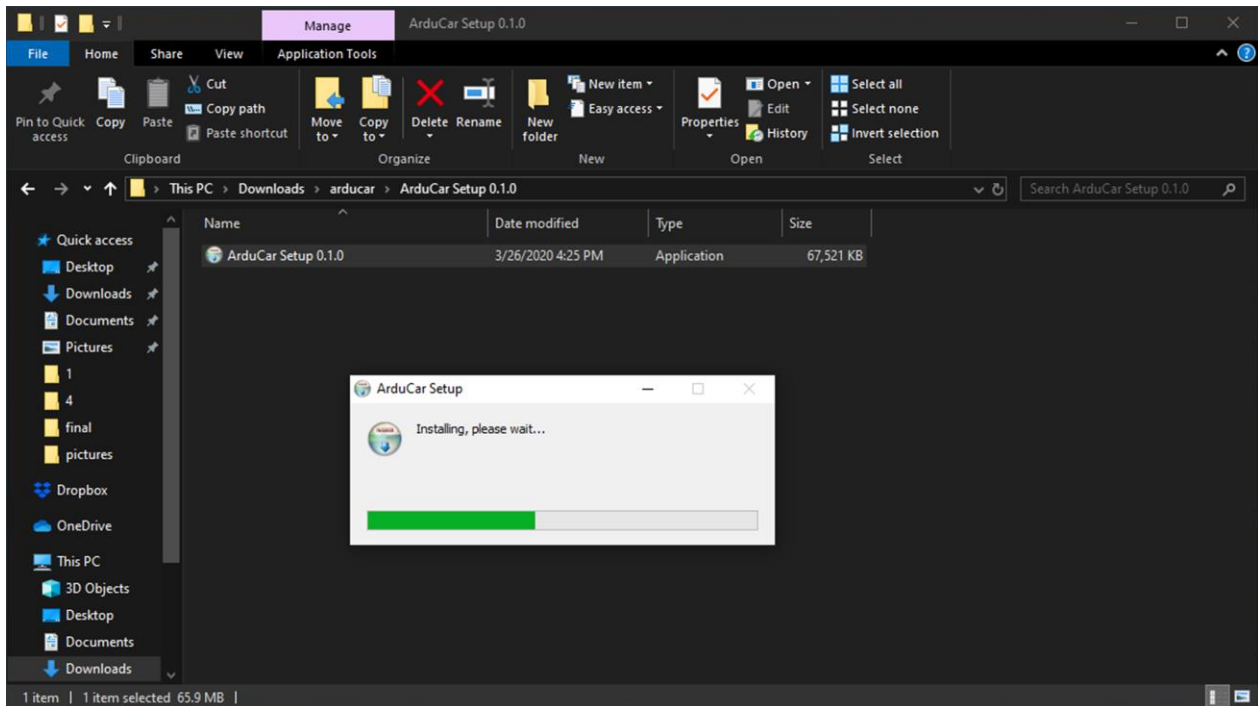 Manage
ArduCar Setup 0.1.0
File
Home
Share
View
Application Tools
Pin to Quick access
Copy
Paste
Cut
Copy path
Paste shortcut
Clipboard
Move to
Copy to
Delete
Rename
Organize
New folder
New item
Easy access
New
Properties
Open
Edit
History
Open
Select all
Select none
Invert selection
Select
This PC > Downloads > arducar > ArduCar Setup 0.1.0
Search ArduCar Setup 0.1.0
Name
Date modified
Type
Size
ArduCar Setup 0.1.0
3/26/2020 4:25 PM
Application
67,521 KB
Quick access
Desktop
Downloads
Documents
Pictures
1
4
final
pictures
Dropbox
OneDrive
This PC
3D Objects
Desktop
Documents
Downloads
ArduCar Setup
Installing, please wait...
1 item | 1 item selected 65.9 MB |